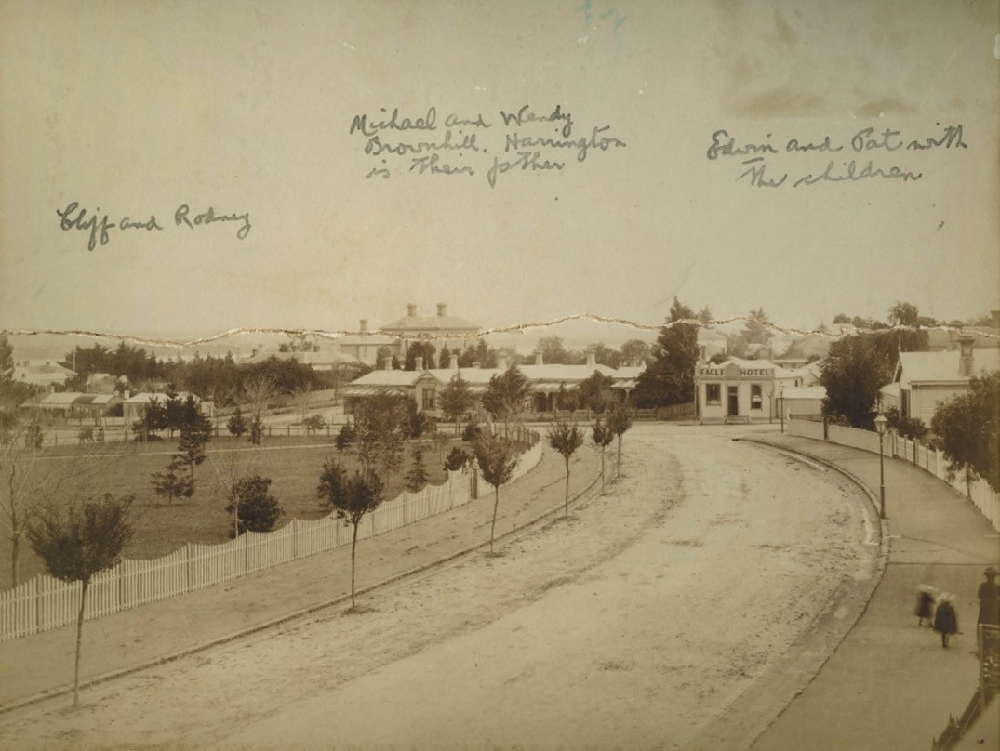 Michael and Wendy
Brownhill. Harrington
is their father
Edwin and Pat with
The children
Cliff and Rodney
EAGLE HOTEL